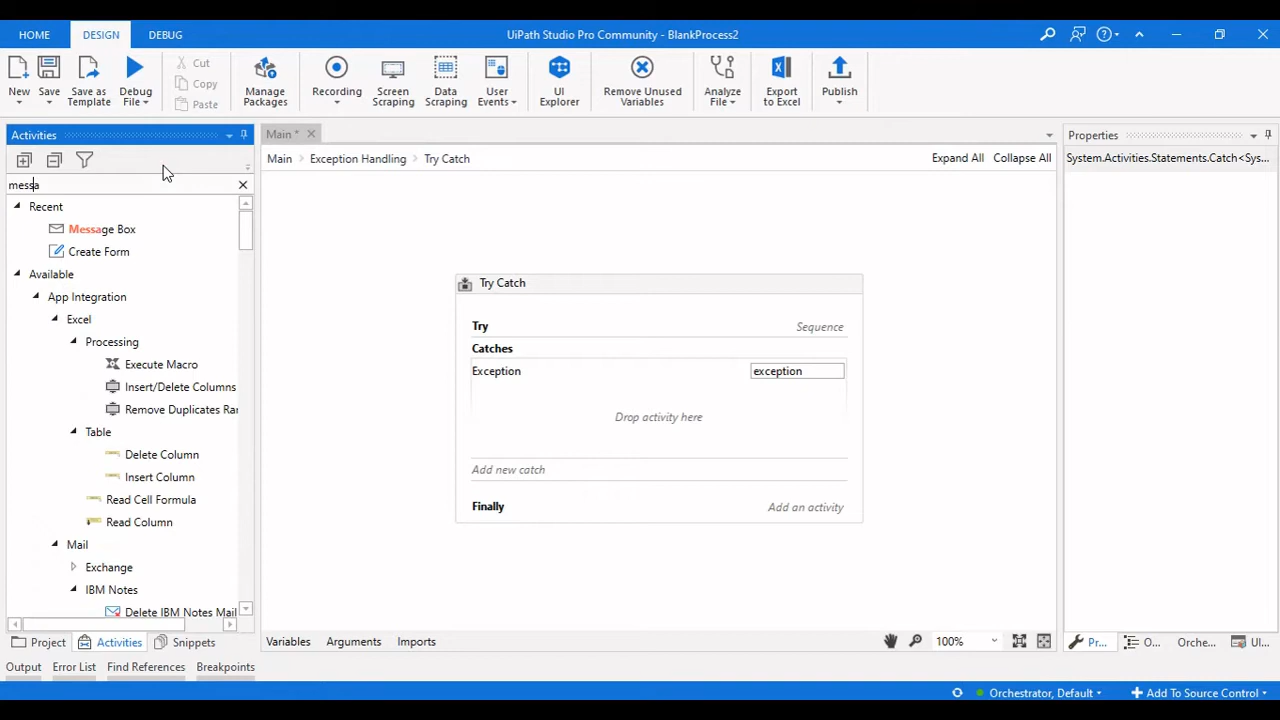 HOME
DESIGN
DEBUG
UiPath Studio Pro Community - BlankProcess2
New
Save
Save as Template
Debug File
Cut
Copy
Paste
Manage Packages
Recording
Screen Scraping
Data Scraping
User Events
UI Explorer
Remove Unused Variables
Analyze File
Export to Excel
Publish
Activities
messa
Recent
Message Box
Create Form
Available
App Integration
Excel
Processing
Execute Macro
Insert/Delete Columns
Remove Duplicates Ra
Table
Delete Column
Insert Column
Read Cell Formula
Read Column
Mail
Exchange
IBM Notes
Delete IBM Notes Mail
Project
Activities
Snippets
Main *
Main
Exception Handling
Try Catch
Expand All
Collapse All
Try Catch
Try
Sequence
Catches
Exception
exception
Drop activity here
Add new catch
Finally
Add an activity
Variables
Arguments
Imports
100%
Properties
System.Activities.Statements.Catch<Sys...
Pr...
O...
Orche...
UI...
Output
Error List
Find References
Breakpoints
Orchestrator, Default
Add To Source Control